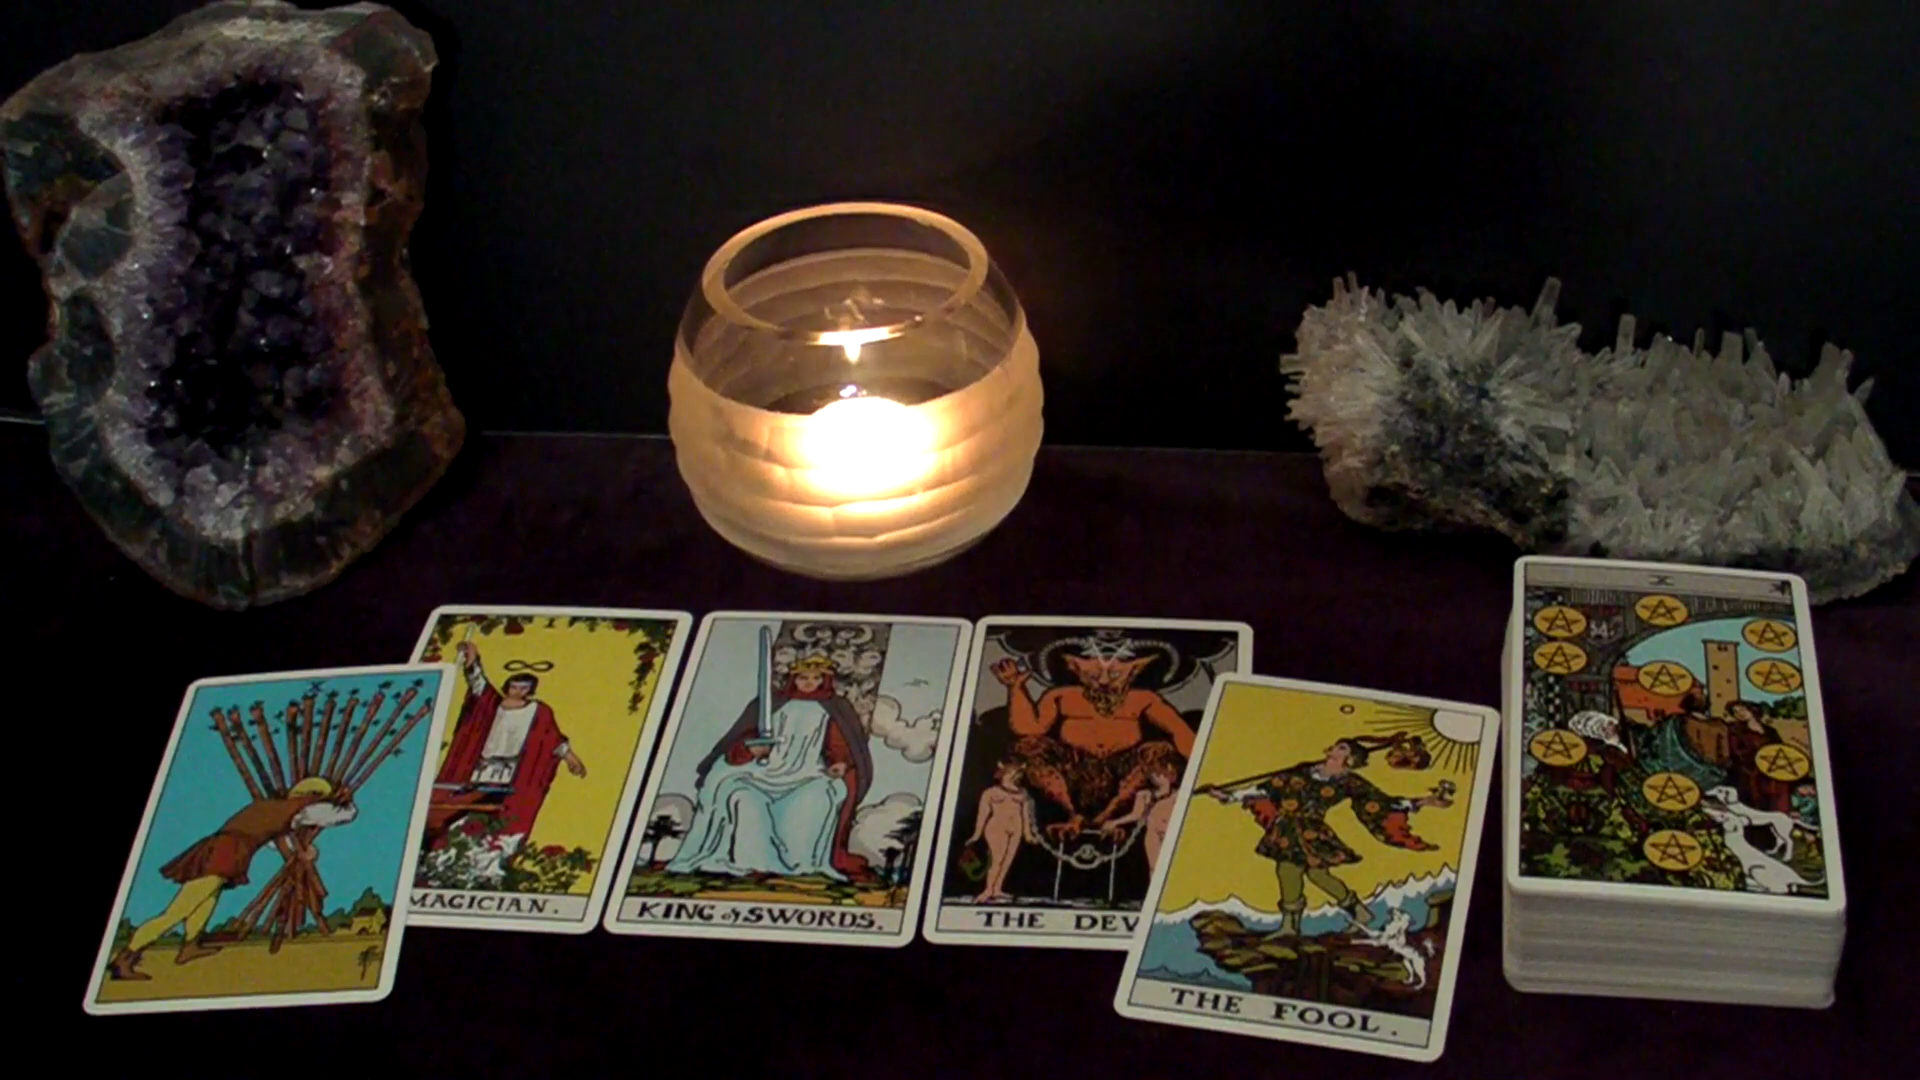 X
I
MAGICIAN.
KING of SWORDS.
THE DEV
THE FOOL.
X